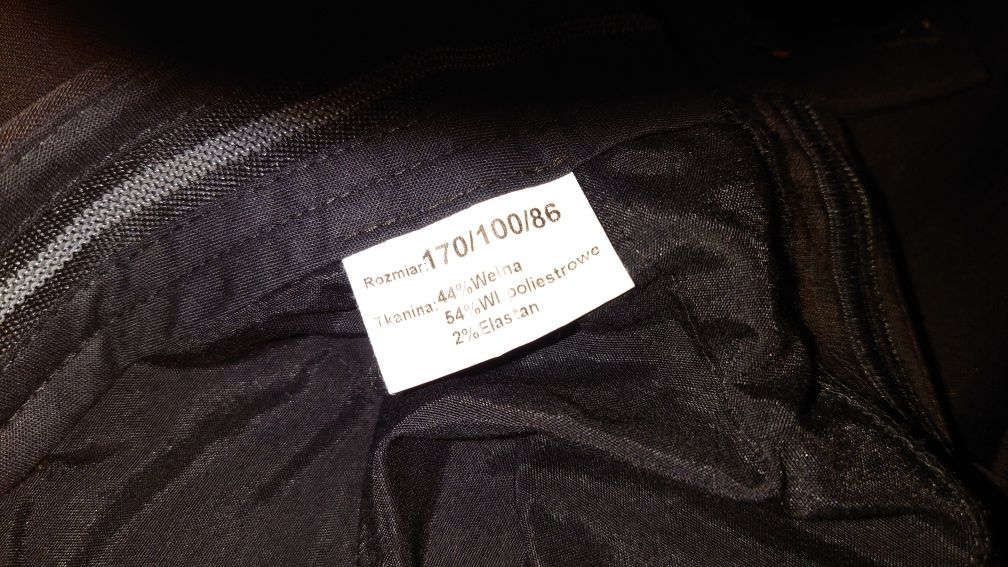 Rozmiar:170/100/86
Tkanina:44%Wełna
54%Wł poliestrowe
2%Elastan